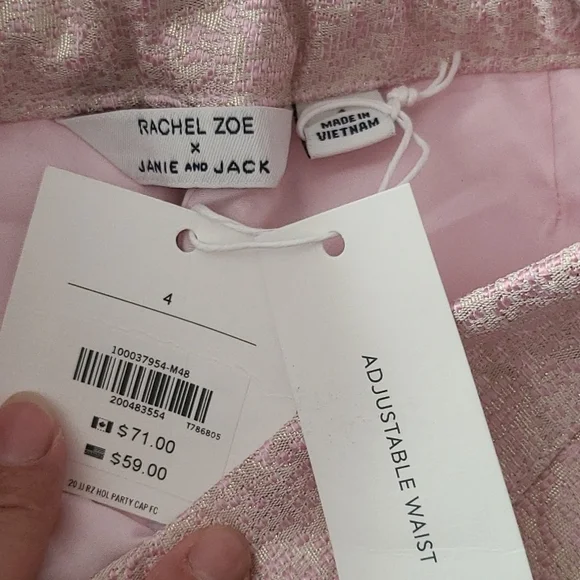 RACHEL ZOE
X
JANIE AND JACK
MADE IN
VIETNAM
4
100037954-M48
200483554
T786805
$71.00
$59.00
20 JJ RZ HOL PARTY CAP FC
ADJUSTABLE WAIST